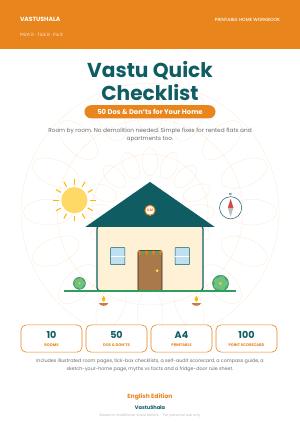 VASTUSHALA
PRINTABLE HOME WORKBOOK
Vastu Quick
Checklist
50 Dos & Don'ts for Your Home
Room by room. No demolition needed. Simple fixes for rented flats and
apartments too.
10
ROOMS
50
DOS & DON'TS
A4
PRINTABLE
100
POINT SCORECARD
Includes illustrated room pages, tick-box checklists, a self-audit scorecard, a compass guide, a
sketch-your-home page, myths vs facts and a fridge-door rule sheet.
English Edition
VastuShala